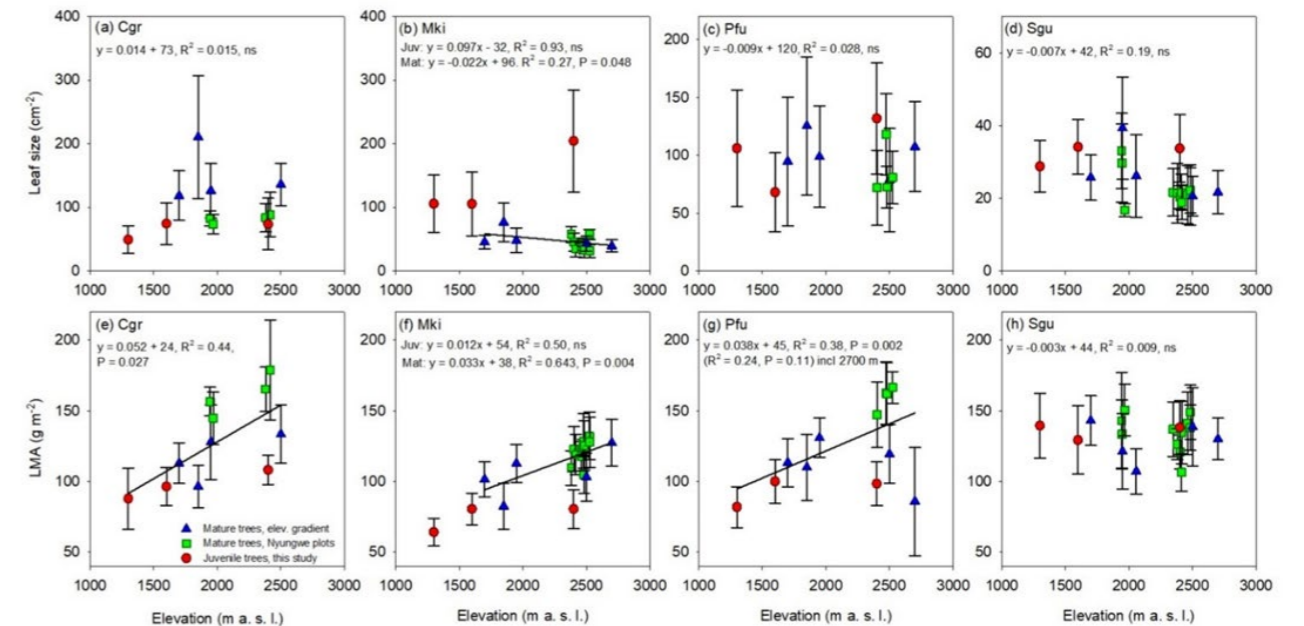 (a) Cgr
y = 0.014 + 73, R² = 0.015, ns
400
300
200
100
0
Leaf size (cm⁻²)
1000 1500 2000 2500 3000
(b) Mki
Juv: y = 0.097x - 32, R² = 0.93, ns
Mat: y = -0.022x + 96. R² = 0.27, P = 0.048
400
300
200
100
0
1000 1500 2000 2500 3000
(c) Pfu
y = -0.009x + 120, R² = 0.028, ns
200
150
100
50
0
1000 1500 2000 2500 3000
(d) Sgu
y = -0.007x + 42, R² = 0.19, ns
60
40
20
0
1000 1500 2000 2500 3000
(e) Cgr
y = 0.052 + 24, R² = 0.44,
P = 0.027
200
150
100
50
LMA (g m⁻²)
Mature trees, elev. gradient
Mature trees, Nyungwe plots
Juvenile trees, this study
1000 1500 2000 2500 3000
Elevation (m a. s. l.)
(f) Mki
Juv: y = 0.012x + 54, R² = 0.50, ns
Mat: y = 0.033x + 38, R² = 0.643, P = 0.004
200
150
100
50
1000 1500 2000 2500 3000
Elevation (m a. s. l.)
(g) Pfu
y = 0.038x + 45, R² = 0.38, P = 0.002
(R² = 0.24, P = 0.11) incl 2700 m
200
150
100
50
1000 1500 2000 2500 3000
Elevation (m a. s. l.)
(h) Sgu
y = -0.003x + 44, R² = 0.009, ns
200
150
100
50
1000 1500 2000 2500 3000
Elevation (m a. s. l.)